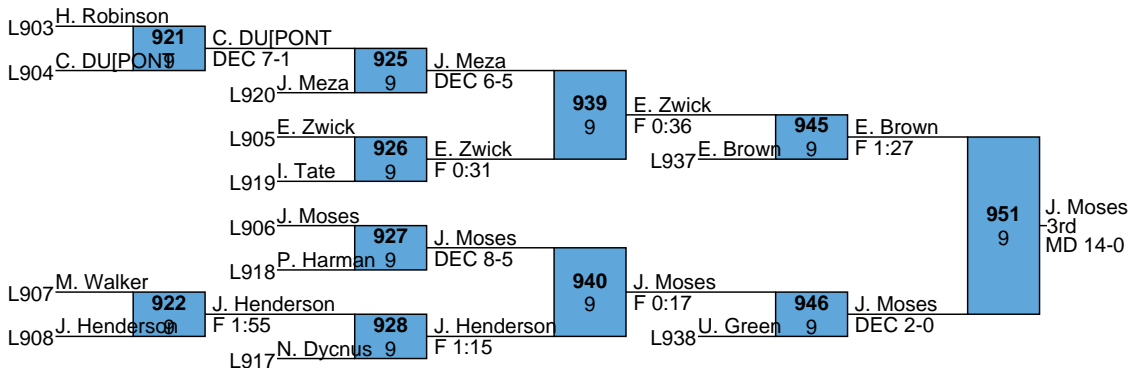 H. Robinson
L903
921
9
C. DU[PONT
DEC 7-1
C. DU[PONT
L904
925
9
J. Meza
DEC 6-5
J. Meza
L920
939
9
E. Zwick
F 0:36
E. Zwick
L905
926
9
E. Zwick
F 0:31
I. Tate
L919
945
9
E. Brown
L937
E. Brown
F 1:27
J. Moses
L906
927
9
J. Moses
DEC 8-5
P. Harman
L918
951
9
J. Moses
3rd
MD 14-0
M. Walker
L907
922
9
J. Henderson
F 1:55
J. Henderson
L908
940
9
J. Moses
F 0:17
928
9
J. Henderson
F 1:15
N. Dycnus
L917
946
9
U. Green
L938
J. Moses
DEC 2-0